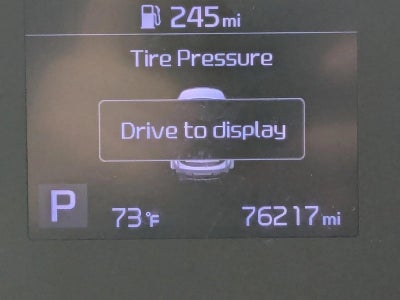 245mi
Tire Pressure
Drive to display
P 73°F 76217mi